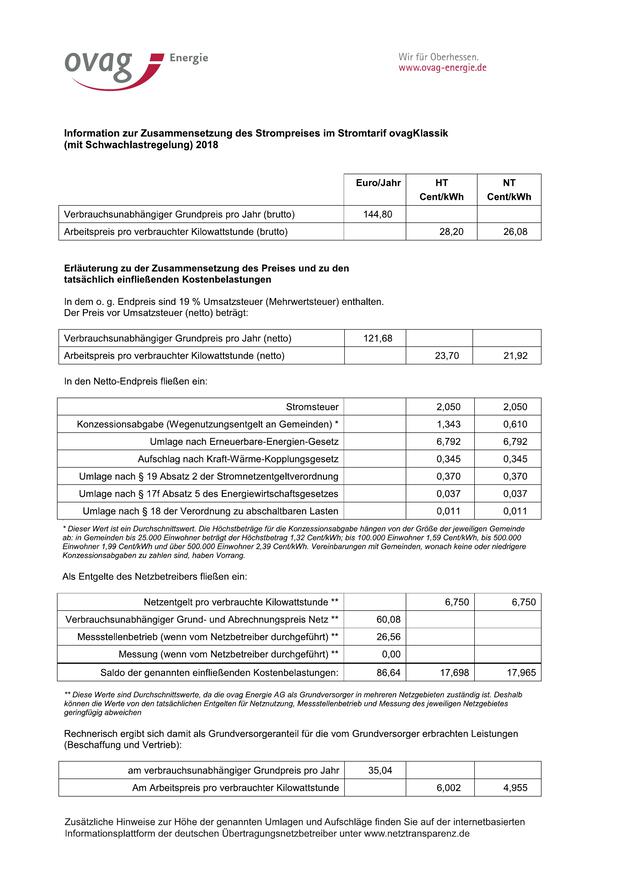 ovag Energie
Wir für Oberhessen.
www.ovag-energie.de
Information zur Zusammensetzung des Strompreises im Stromtarif ovagKlassik
(mit Schwachlastregelung) 2018
Euro/Jahr HT NT
Cent/kWh Cent/kWh
Verbrauchsunabhängiger Grundpreis pro Jahr (brutto) 144,80
Arbeitspreis pro verbrauchter Kilowattstunde (brutto) 28,20 26,08
Erläuterung zu der Zusammensetzung des Preises und zu den
tatsächlich einfließenden Kostenbelastungen
In dem o. g. Endpreis sind 19 % Umsatzsteuer (Mehrwertsteuer) enthalten.
Der Preis vor Umsatzsteuer (netto) beträgt:
Verbrauchsunabhängiger Grundpreis pro Jahr (netto) 121,68
Arbeitspreis pro verbrauchter Kilowattstunde (netto) 23,70 21,92
In den Netto-Endpreis fließen ein:
Stromsteuer 2,050 2,050
Konzessionsabgabe (Wegenutzungsentgelt an Gemeinden) * 1,343 0,610
Umlage nach Erneuerbare-Energien-Gesetz 6,792 6,792
Aufschlag nach Kraft-Wärme-Kopplungsgesetz 0,345 0,345
Umlage nach § 19 Absatz 2 der Stromnetzentgeltverordnung 0,370 0,370
Umlage nach § 17f Absatz 5 des Energiewirtschaftsgesetzes 0,037 0,037
Umlage nach § 18 der Verordnung zu abschaltbaren Lasten 0,011 0,011
* Dieser Wert ist ein Durchschnittswert. Die Höchstbeträge für die Konzessionsabgabe hängen von der Größe der jeweiligen Gemeinde
ab: in Gemeinden bis 25.000 Einwohner beträgt der Höchstbetrag 1,32 Cent/kWh; bis 100.000 Einwohner 1,59 Cent/kWh, bis 500.000
Einwohner 1,99 Cent/kWh und über 500.000 Einwohner 2,39 Cent/kWh. Vereinbarungen mit Gemeinden, wonach keine oder niedrigere
Konzessionsabgaben zu zahlen sind, haben Vorrang.
Als Entgelte des Netzbetreibers fließen ein:
Netzentgelt pro verbrauchte Kilowattstunde ** 6,750 6,750
Verbrauchsunabhängiger Grund- und Abrechnungspreis Netz ** 60,08
Messstellenbetrieb (wenn vom Netzbetreiber durchgeführt) ** 26,56
Messung (wenn vom Netzbetreiber durchgeführt) ** 0,00
Saldo der genannten einfließenden Kostenbelastungen: 86,64 17,698 17,965
** Diese Werte sind Durchschnittswerte, da die ovag Energie AG als Grundversorger in mehreren Netzgebieten zuständig ist. Deshalb
können die Werte von den tatsächlichen Entgelten für Netznutzung, Messstellenbetrieb und Messung des jeweiligen Netzgebietes
geringfügig abweichen
Rechnerisch ergibt sich damit als Grundversorgeranteil für die vom Grundversorger erbrachten Leistungen
(Beschaffung und Vertrieb):
am verbrauchsunabhängiger Grundpreis pro Jahr 35,04
Am Arbeitspreis pro verbrauchter Kilowattstunde 6,002 4,955
Zusätzliche Hinweise zur Höhe der genannten Umlagen und Aufschläge finden Sie auf der internetbasierten
Informationsplattform der deutschen Übertragungsnetzbetreiber unter www.netztransparenz.de